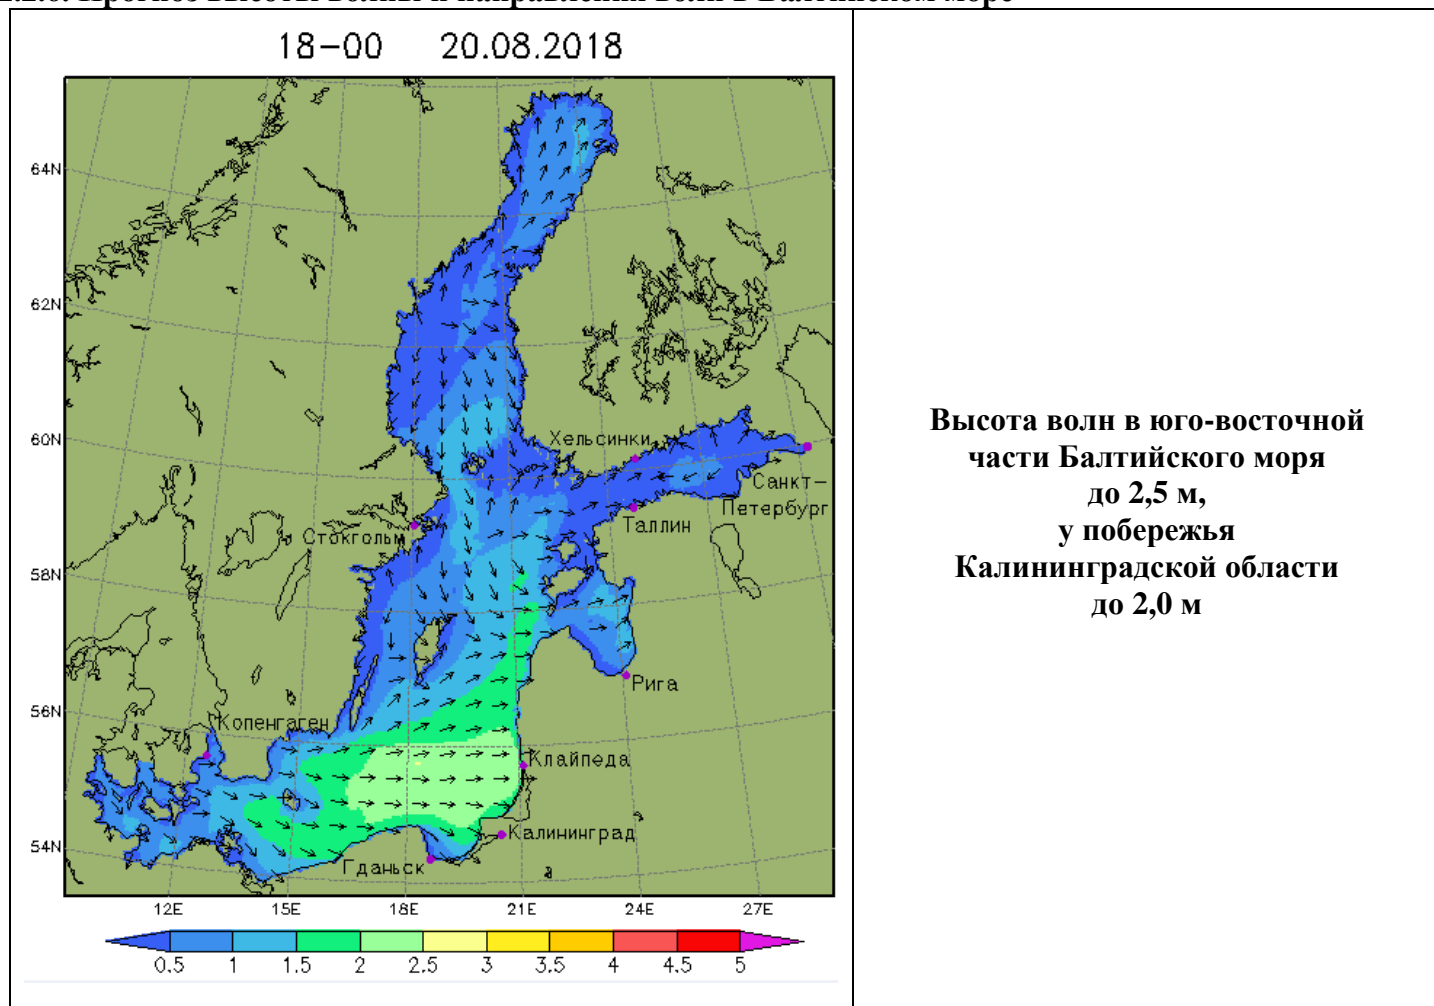 18-00 20.08.2018
64N
62N
60N
58N
56N
54N
Хельсинки
Санкт-
Петербург
Таллин
Стокгольм
Рига
Копенгаген
Клайпеда
Калининград
Гданьск
12E 15E 18E 21E 24E 27E
0.5 1 1.5 2 2.5 3 3.5 4 4.5 5
Высота волн в юго-восточной
части Балтийского моря
до 2,5 м,
у побережья
Калининградской области
до 2,0 м